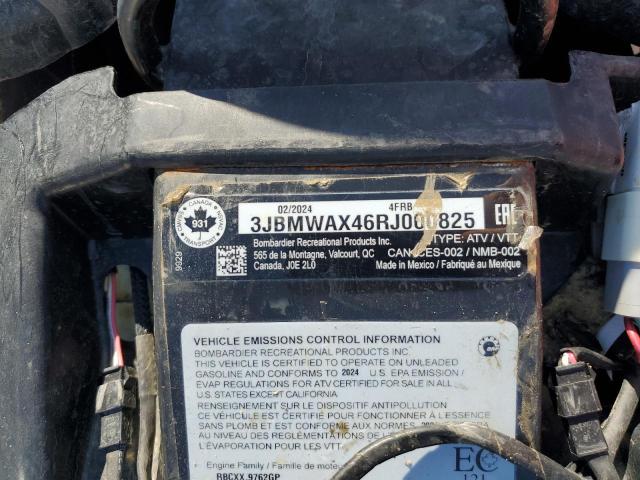 CANADA
931
TRANSPORT
02/2024
4FRB
EAC
9929
Bombardier Recreational Products Inc.
TYPE: ATV / VTT
565 de la Montagne, Valcourt, QC
/ NMB-002
Canada, J0E 2L0
Made in Mexico / Fabriqué au Mexique
VEHICLE EMISSIONS CONTROL INFORMATION
BOMBARDIER RECREATIONAL PRODUCTS INC.
THIS VEHICLE IS CERTIFIED TO OPERATE ON UNLEADED
GASOLINE AND CONFORMS TO 2024 U.S. EPA EMISSION /
EVAP REGULATIONS FOR ATV CERTIFIED FOR SALE IN ALL
U.S. STATES EXCEPT CALIFORNIA.
RENSEIGNEMENT SUR LE DISPOSITIF ANTIPOLLUTION
CE VÉHICULE EST CERTIFIÉ POUR FONCTIONNER À L'ESSENCE
SANS PLOMB ET EST CONFORME AUX NORMES
AU NIVEAU DES RÉGLEMENTATIONS DE
L'ÉVAPORATION POUR LES VTT
Engine Family / Famille de moteur
RBCXX.9762GP
EC
121